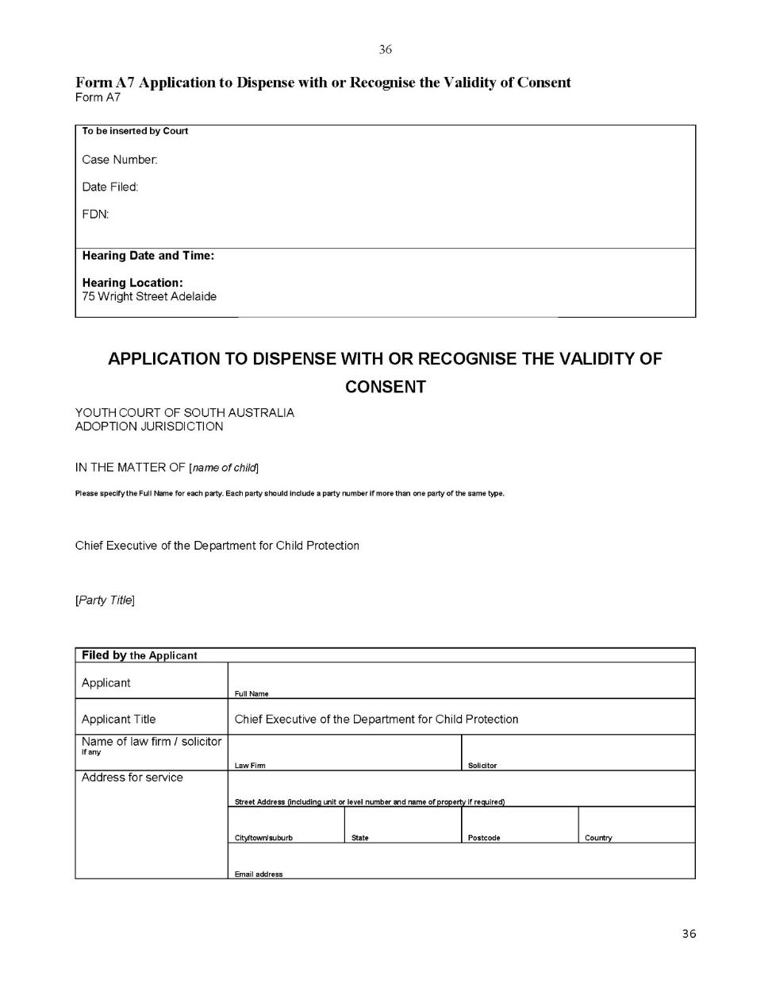 36
Form A7 Application to Dispense with or Recognise the Validity of Consent
Form A7
To be inserted by Court
Case Number:
Date Filed:
FDN:
Hearing Date and Time:
Hearing Location:
75 Wright Street Adelaide
APPLICATION TO DISPENSE WITH OR RECOGNISE THE VALIDITY OF
CONSENT
YOUTH COURT OF SOUTH AUSTRALIA
ADOPTION JURISDICTION
IN THE MATTER OF [name of child]
Please specify the Full Name for each party. Each party should include a party number if more than one party of the same type.
Chief Executive of the Department for Child Protection
[Party Title]
Filed by the Applicant
Applicant
Full Name
Applicant Title
Chief Executive of the Department for Child Protection
Name of law firm / solicitor
If any
Law Firm
Solicitor
Address for service
Street Address (including unit or level number and name of property if required)
City/town/suburb
State
Postcode
Country
Email address
36